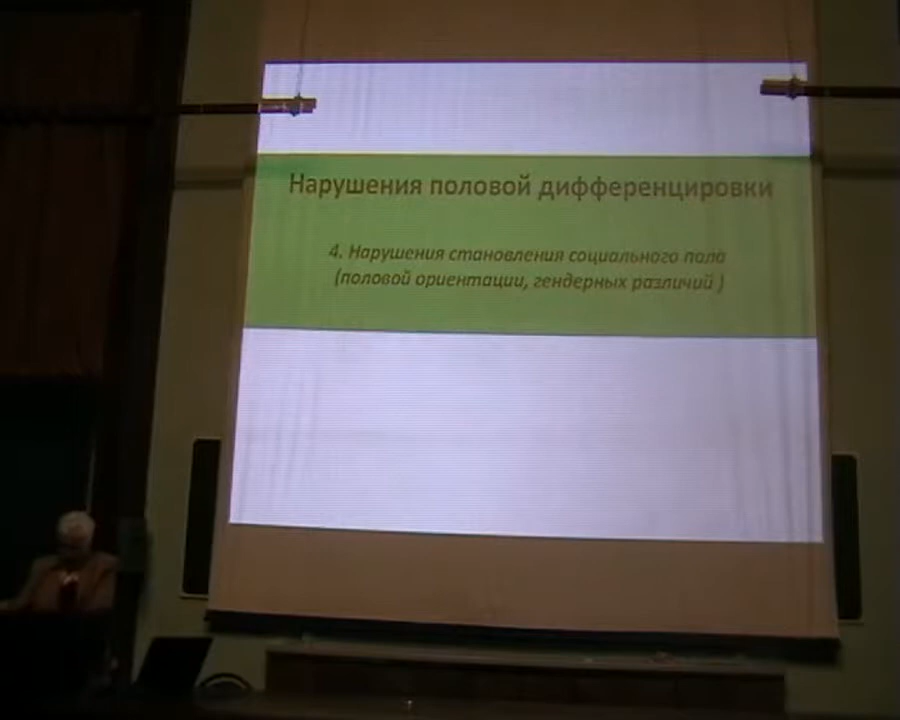 Нарушения половой дифференцировки
4. Нарушения становления социального пола
(половой ориентации, гендерных различий )